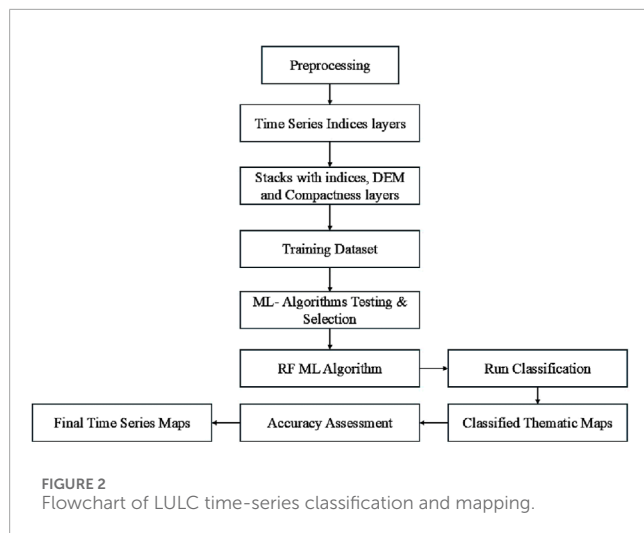 Preprocessing
Time Series Indices layers
Stacks with indices, DEM
and Compactness layers
Training Dataset
ML- Algorithms Testing &
Selection
RF ML Algorithm
Run Classification
Classified Thematic Maps
Accuracy Assessment
Final Time Series Maps
FIGURE 2
Flowchart of LULC time-series classification and mapping.